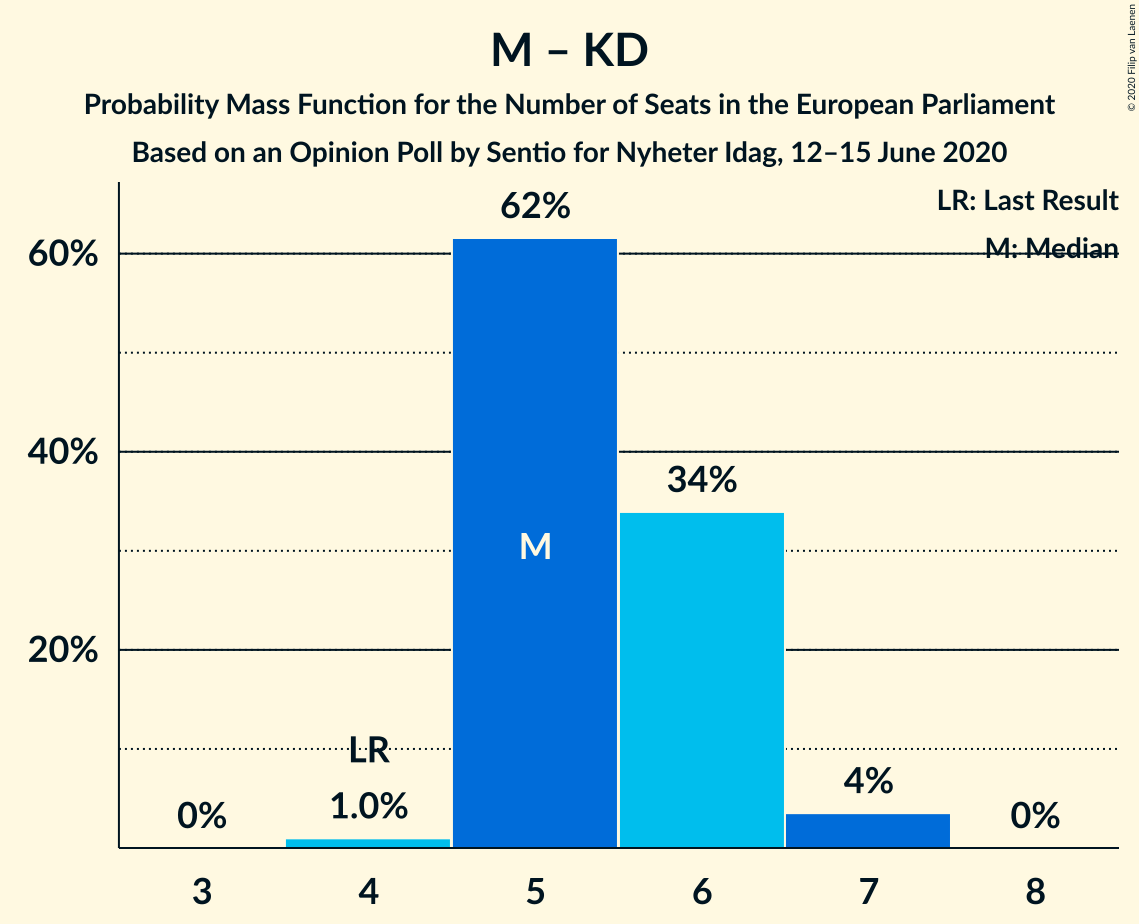 M – KD
Probability Mass Function for the Number of Seats in the European Parliament
Based on an Opinion Poll by Sentio for Nyheter Idag, 12–15 June 2020
© 2020 Filip van Laenen
LR: Last Result
M: Median
60%
40%
20%
0%
LR
1.0%
62%
M
34%
4%
0%
3 4 5 6 7 8